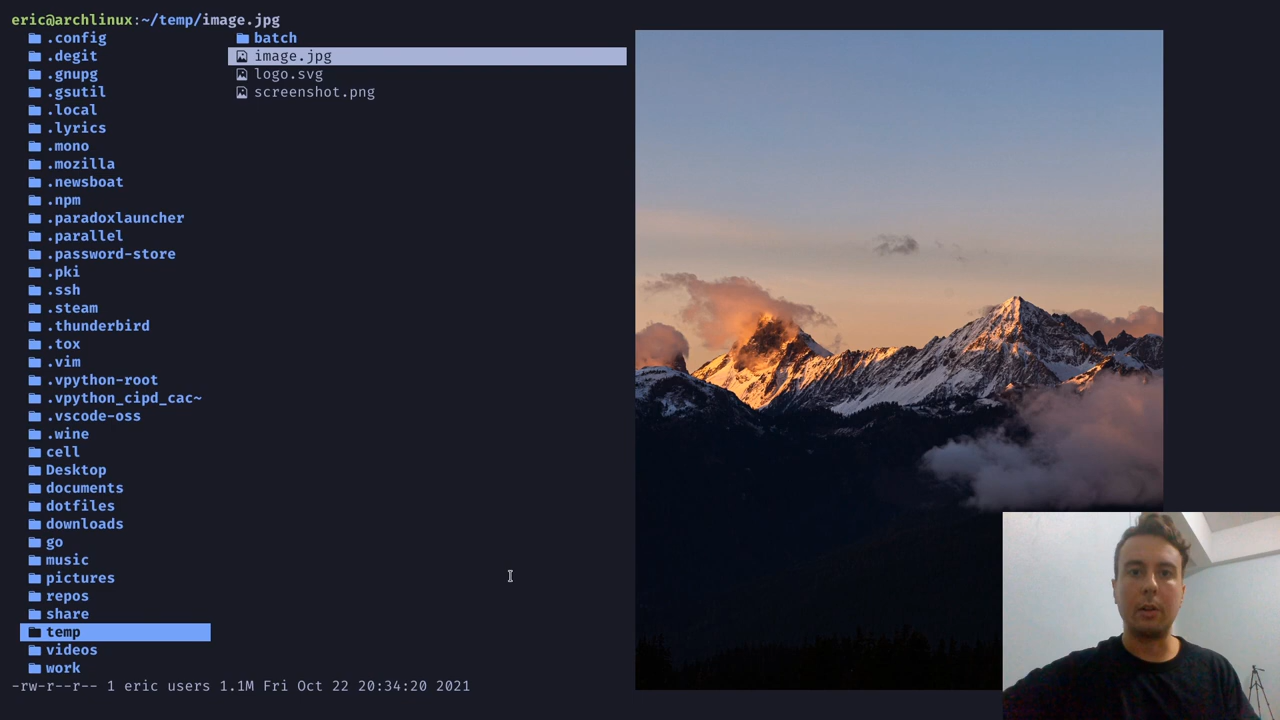 eric@archlinux:~/temp/image.jpg
.config
.degit
.gnupg
.gsutil
.local
.lyrics
.mono
.mozilla
.newsboat
.npm
.paradoxlauncher
.parallel
.password-store
.pki
.ssh
.steam
.thunderbird
.tox
.vim
.vpython-root
.vpython_cipd_cac~
.vscode-oss
.wine
cell
Desktop
documents
dotfiles
downloads
go
music
pictures
repos
share
temp
videos
work
batch
image.jpg
logo.svg
screenshot.png
-rw-r--r-- 1 eric users 1.1M Fri Oct 22 20:34:20 2021